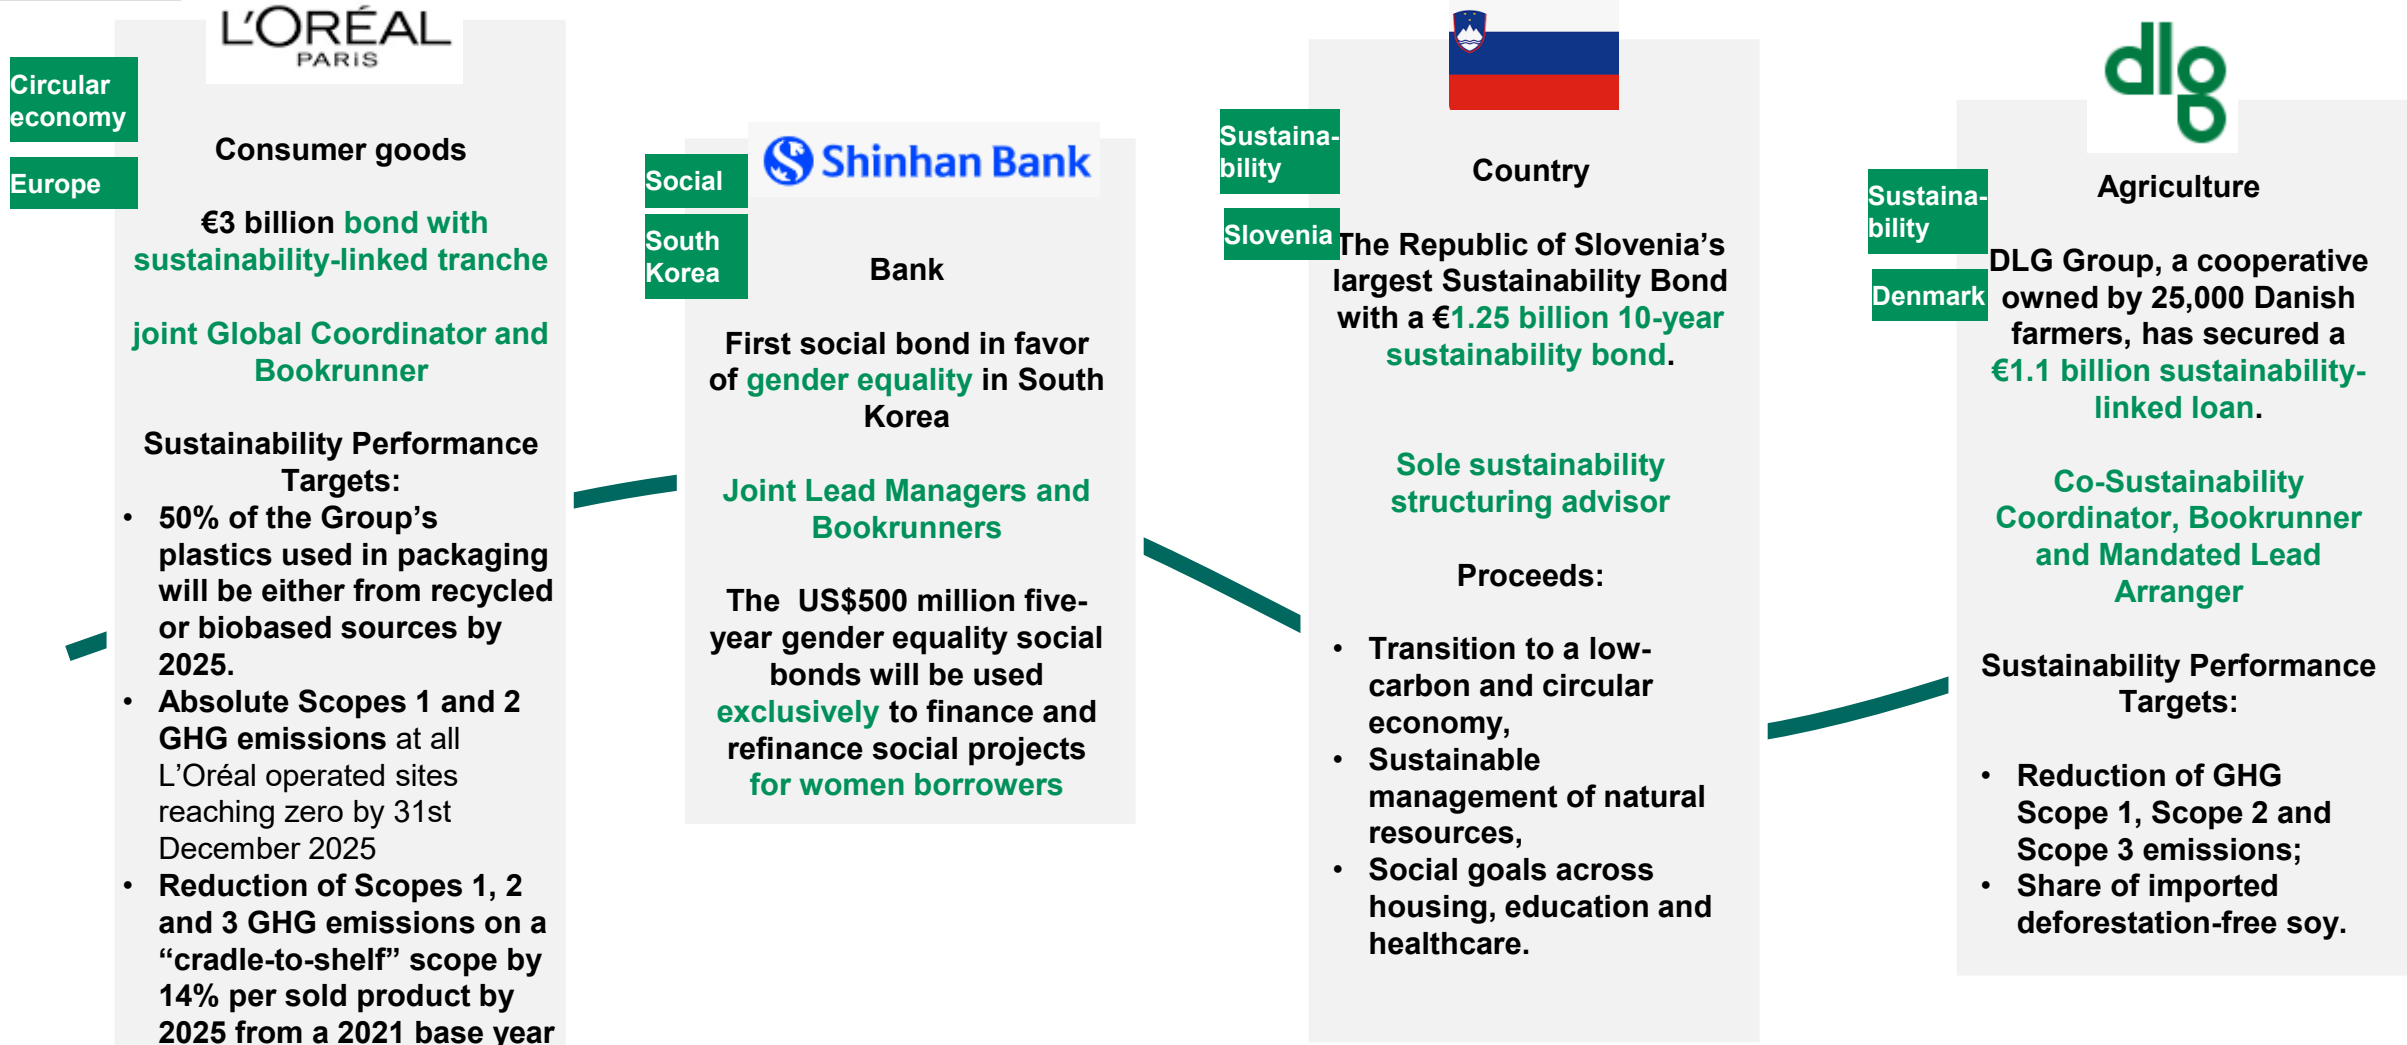 L'ORÉAL
PARIS
Circular
economy
Europe
Consumer goods
€3 billion bond with
sustainability-linked tranche
joint Global Coordinator and
Bookrunner
Sustainability Performance
Targets:
• 50% of the Group’s
plastics used in packaging
will be either from recycled
or biobased sources by
2025.
• Absolute Scopes 1 and 2
GHG emissions at all
L’Oréal operated sites
reaching zero by 31st
December 2025
• Reduction of Scopes 1, 2
and 3 GHG emissions on a
“cradle-to-shelf” scope by
14% per sold product by
2025 from a 2021 base year
Shinhan Bank
Social
South
Korea
Bank
First social bond in favor
of gender equality in South
Korea
Joint Lead Managers and
Bookrunners
The  US$500 million five-
year gender equality social
bonds will be used
exclusively to finance and
refinance social projects
for women borrowers
Sustaina-
bility
Slovenia
Country
The Republic of Slovenia’s
largest Sustainability Bond
with a €1.25 billion 10-year
sustainability bond.
Sole sustainability
structuring advisor
Proceeds:
• Transition to a low-
carbon and circular
economy,
• Sustainable
management of natural
resources,
• Social goals across
housing, education and
healthcare.
dlg
Sustaina-
bility
Denmark
Agriculture
DLG Group, a cooperative
owned by 25,000 Danish
farmers, has secured a
€1.1 billion sustainability-
linked loan.
Co-Sustainability
Coordinator, Bookrunner
and Mandated Lead
Arranger
Sustainability Performance
Targets:
• Reduction of GHG
Scope 1, Scope 2 and
Scope 3 emissions;
• Share of imported
deforestation-free soy.